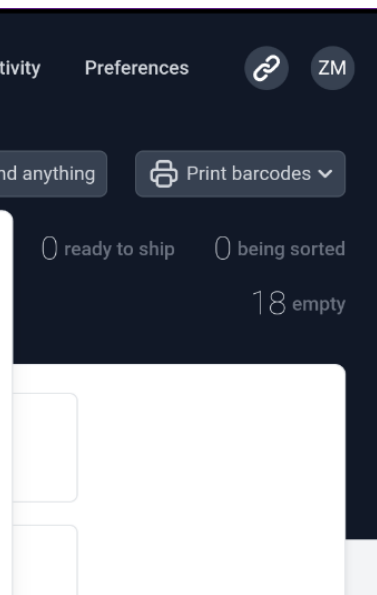 tivity Preferences ZM
nd anything Print barcodes
0 ready to ship 0 being sorted
18 empty